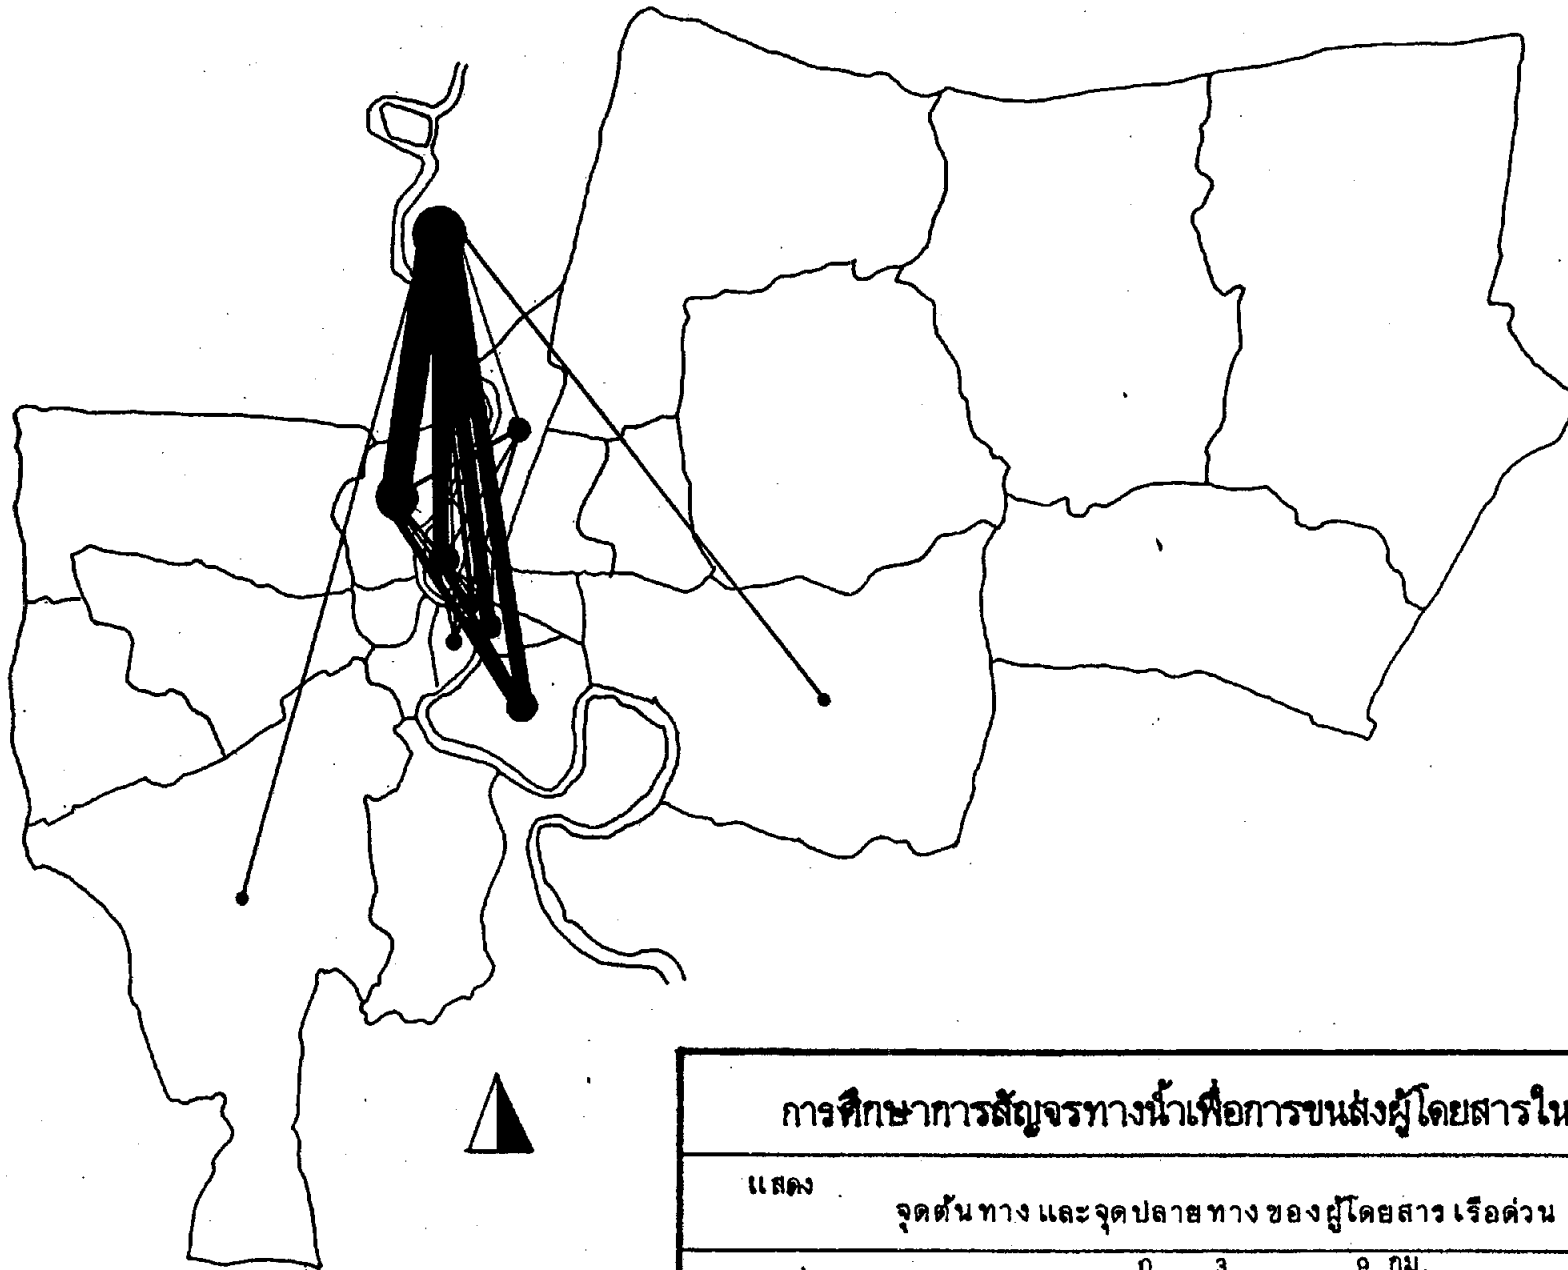 การศึกษาการสัญจรทางน้ำเพื่อการขนส่งผู้โดยสารใน
แสดง
จุดต้นทาง และจุดปลายทาง ของผู้โดยสาร เรือด่วน
0 3 9 กม.